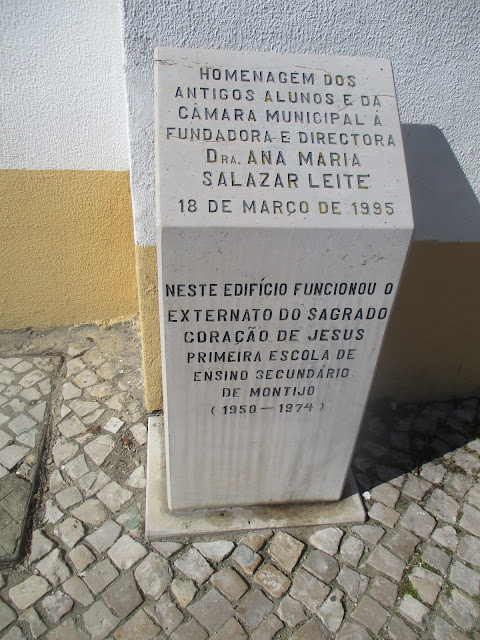 HOMENAGEM DOS
ANTIGOS ALUNOS E DA
CÂMARA MUNICIPAL Á
FUNDADORA E DIRECTORA
DRA. ANA MARIA
SALAZAR LEITE
18 DE MARÇO DE 1995
NESTE EDIFÍCIO FUNCIONOU O
EXTERNATO DO SAGRADO
CORAÇÃO DE JESUS
PRIMEIRA ESCOLA DE
ENSINO SECUNDÁRIO
DE MONTIJO
(1950 — 1974)